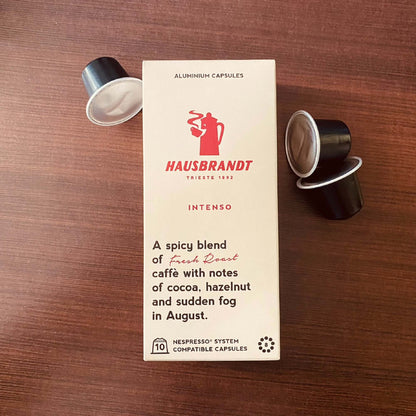 ALUMINIUM CAPSULES
HAUSBRANDT
TRIESTE 1892
INTENSO
A spicy blend
of Fresh Roast
caffè with notes
of cocoa, hazelnut
and sudden fog
in August.
10 NESPRESSO® SYSTEM
COMPATIBLE CAPSULES